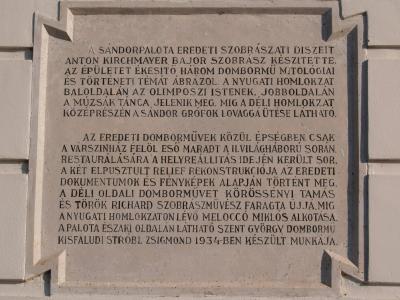 A SÁNDORPALOTA EREDETI SZOBRÁSZATI DÍSZEIT
ANTON KIRCHMAYER BAJOR SZOBRÁSZ KÉSZÍTETTE.
AZ ÉPÜLETET ÉKESÍTŐ HÁROM DOMBORMŰ MITOLÓGIAI
ÉS TÖRTÉNETI TÉMÁT ÁBRÁZOL. A NYUGATI HOMLOKZAT
BALOLDALÁN AZ OLIMPOSZI ISTENEK, JOBBOLDALÁN
A MÚZSÁK TÁNCA JELENIK MEG, MÍG A DÉLI HOMLOKZAT
KÖZÉPRÉSZÉN A SÁNDOR GRÓFOK LOVAGGÁ ÜTÉSE LÁTHATÓ.
AZ EREDETI DOMBORMŰVEK KÖZÜL ÉPSÉGBEN CSAK
A VÁRSZINHÁZ FELŐL ESŐ MARADT A II.VILÁGHÁBORÚ SORÁN,
RESTAURÁLÁSÁRA A HELYREÁLLÍTÁS IDEJÉN KERÜLT SOR.
A KÉT ELPUSZTULT RELIEF REKONSTRUKCIÓJA AZ EREDETI
DOKUMENTUMOK ÉS FÉNYKÉPEK ALAPJÁN TÖRTÉNT MEG.
A DÉLI OLDALI DOMBORMŰVET KŐRÖSSÉNYI TAMÁS
ÉS TÖRÖK RICHARD SZOBRÁSZMŰVÉSZ FARAGTA ÚJJÁ, MÍG
A NYUGATI HOMLOKZATON LÉVŐ MELOCCÓ MIKLÓS ALKOTÁSA.
A PALOTA ÉSZAKI OLDALÁN LÁTHATÓ SZENT GYÖRGY DOMBORMŰ
KISFALUDI STROBL ZSIGMOND 1934-BEN KÉSZÜLT MUNKÁJA.